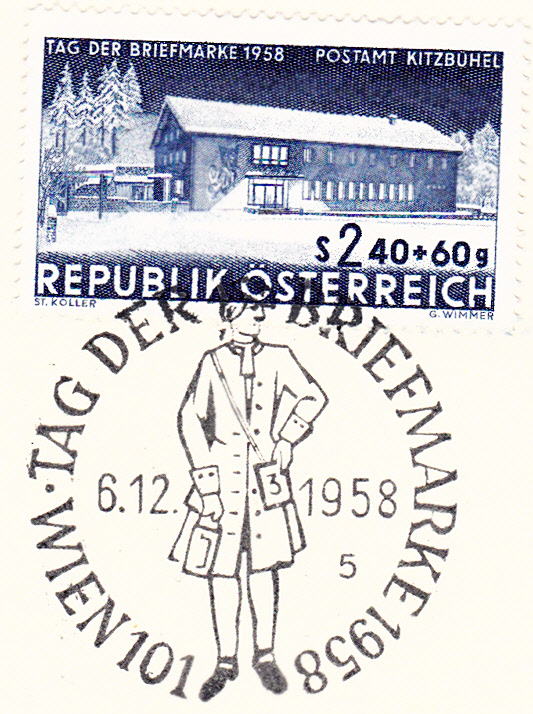 TAG DER BRIEFMARKE 1958 POSTAMT KITZBÜHEL
S 2 40+60g
REPUBLIK ÖSTERREICH
ST. KOLLER G. WIMMER
· TAG DER BRIEFMARKE 1958
6.12. 3 1958
5
WIEN 101